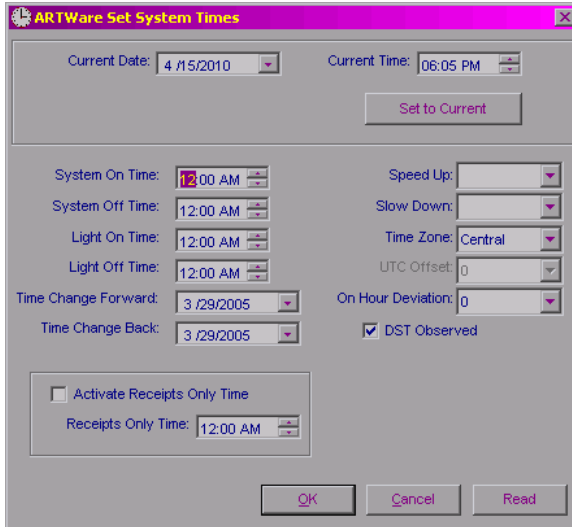 ARTWare Set System Times
Current Date: 4 /15/2010 Current Time: 06:05 PM
Set to Current
System On Time: 12:00 AM Speed Up:
System Off Time: 12:00 AM Slow Down:
Light On Time: 12:00 AM Time Zone: Central
Light Off Time: 12:00 AM UTC Offset: 0
Time Change Forward: 3 /29/2005 On Hour Deviation: 0
Time Change Back: 3 /29/2005 DST Observed
Activate Receipts Only Time
Receipts Only Time: 12:00 AM
OK Cancel Read